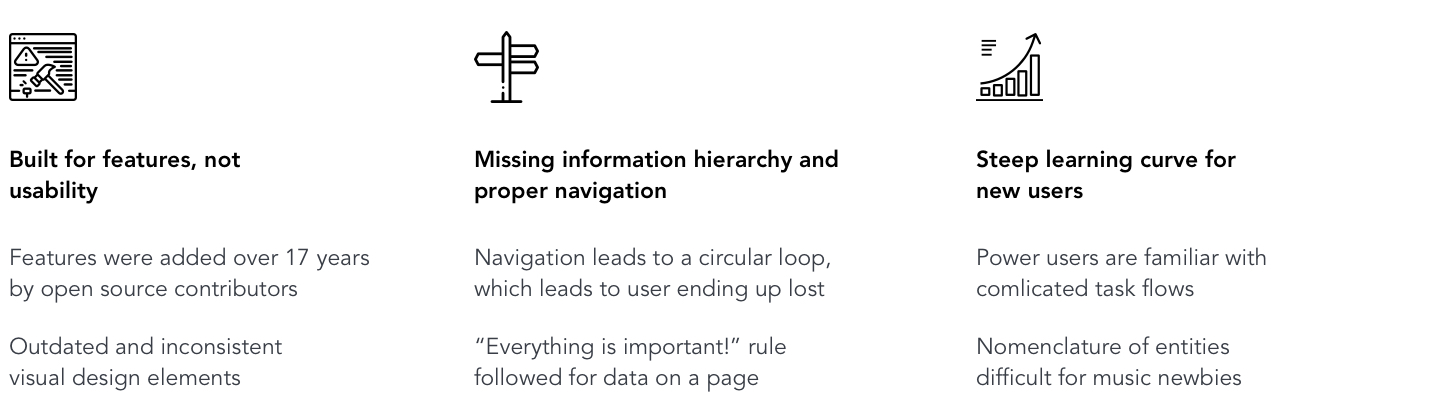 Built for features, not
usability
Features were added over 17 years
by open source contributors
Outdated and inconsistent
visual design elements
Missing information hierarchy and
proper navigation
Navigation leads to a circular loop,
which leads to user ending up lost
“Everything is important!” rule
followed for data on a page
Steep learning curve for
new users
Power users are familiar with
comlicated task flows
Nomenclature of entities
difficult for music newbies